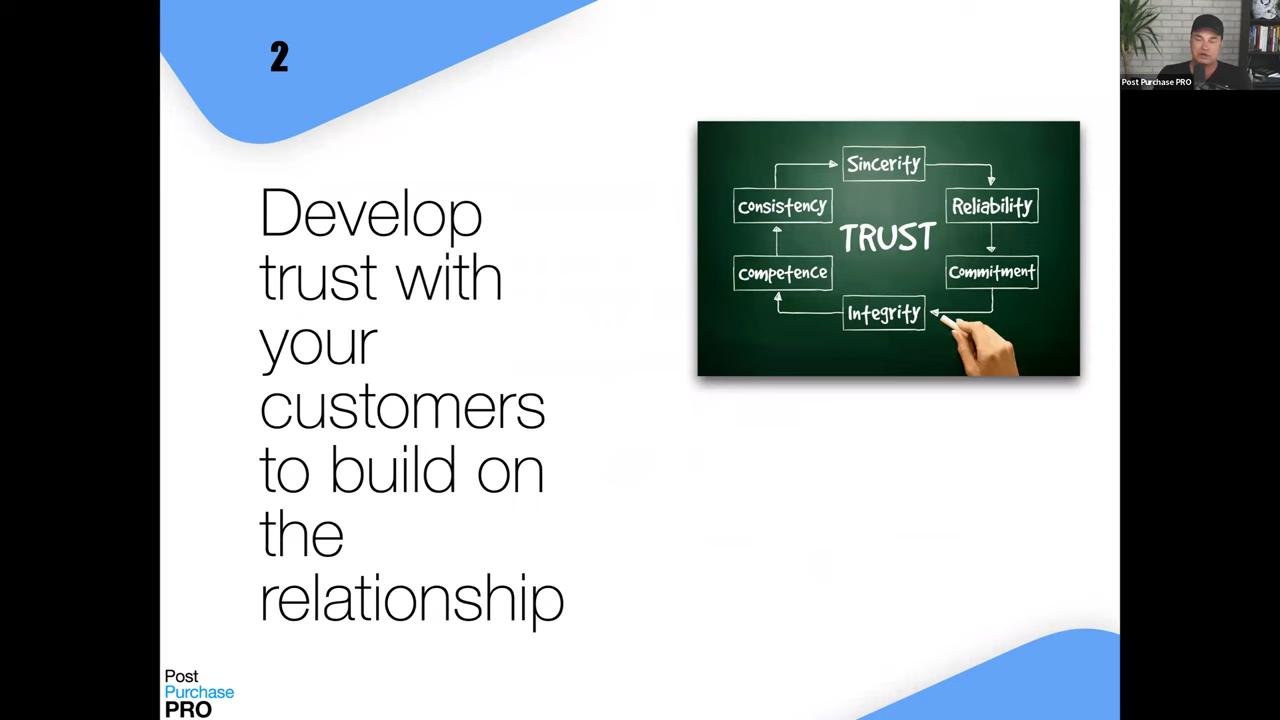 2
Develop
trust with
your
customers
to build on
the
relationship
Sincerity
Consistency
Reliability
TRUST
Competence
Commitment
Integrity
Post
Purchase
PRO
Post Purchase PRO